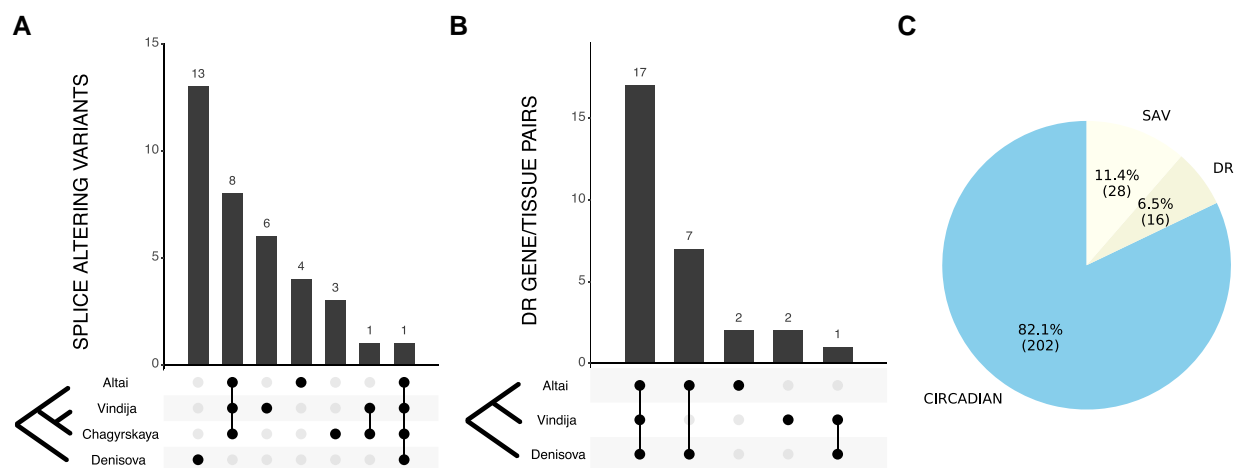 A
SPLICE ALTERING VARIANTS
15
10
5
0
13
8
6
4
3
1
1
Altai
Vindija
Chagyrskaya
Denisova
B
DR GENE/TISSUE PAIRS
15
10
5
0
17
7
2
2
1
Altai
Vindija
Denisova
C
SAV
11.4%
(28)
DR
6.5%
(16)
82.1%
(202)
CIRCADIAN